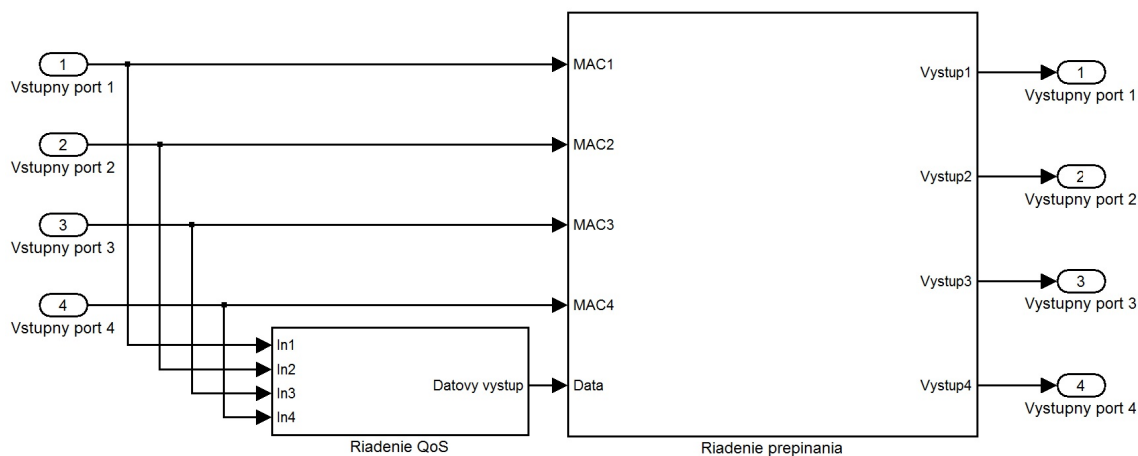 1
Vstupny port 1
2
Vstupny port 2
3
Vstupny port 3
4
Vstupny port 4
In1
In2
In3
In4
Datovy vystup
Riadenie QoS
MAC1
MAC2
MAC3
MAC4
Data
Vystup1
Vystup2
Vystup3
Vystup4
Riadenie prepinania
1
Vystupny port 1
2
Vystupny port 2
3
Vystupny port 3
4
Vystupny port 4